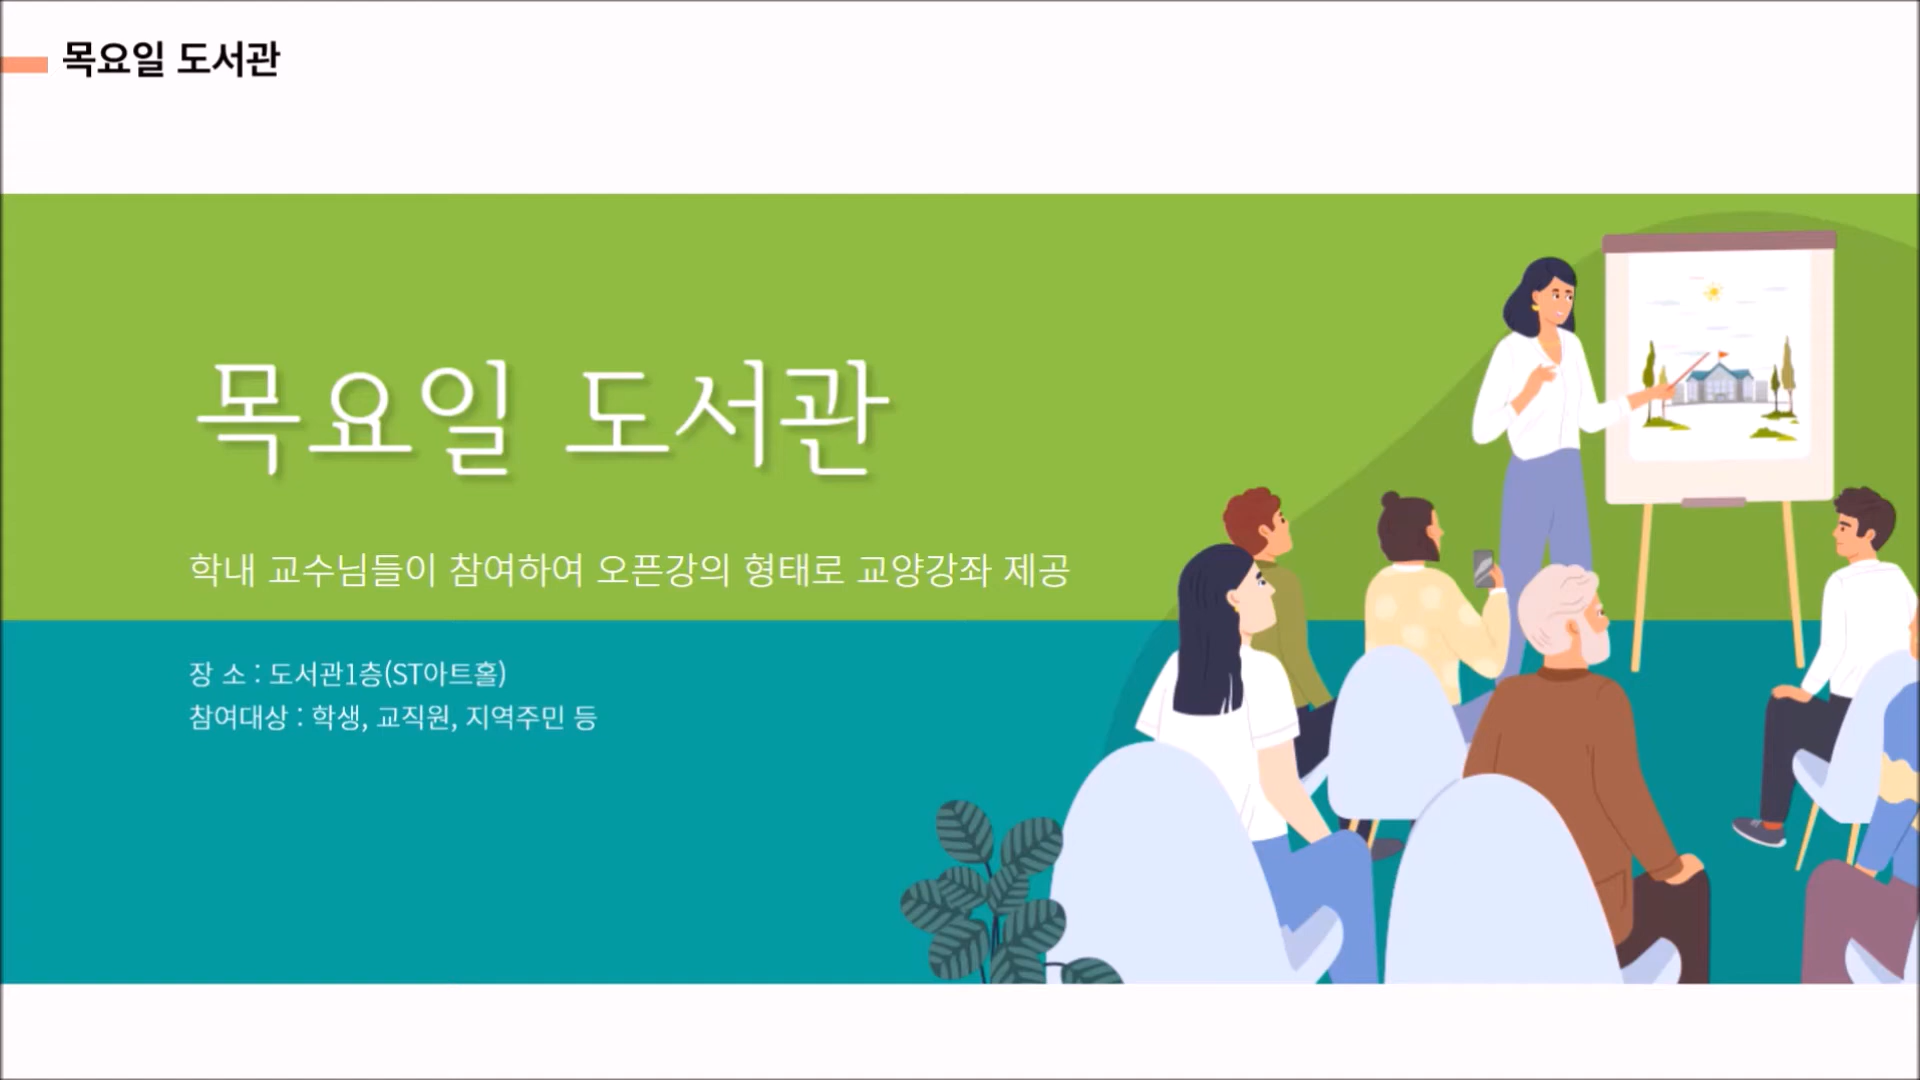 목요일 도서관
목요일 도서관
학내 교수님들이 참여하여 오픈강의 형태로 교양강좌 제공
장 소 : 도서관1층(ST아트홀)
참여대상 : 학생, 교직원, 지역주민 등